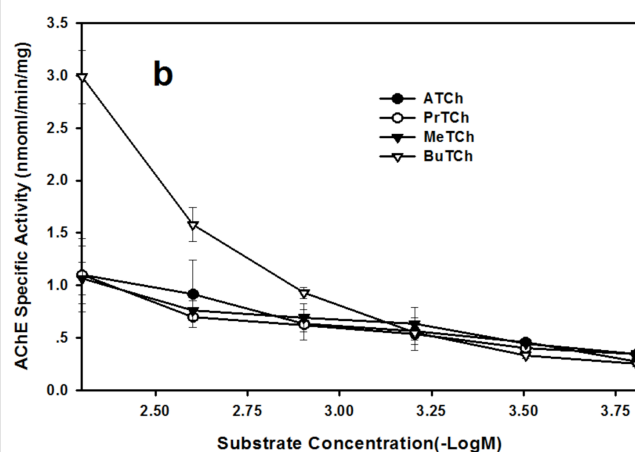 3.5
b
3.0
ATCh
PrTCh
MeTCh
BuTCh
2.5
2.0
1.5
1.0
.5
0.0
AChE Specific Activity (nmoml/min/mg)
2.50 2.75 3.00 3.25 3.50 3.75
Substrate Concentration(-LogM)